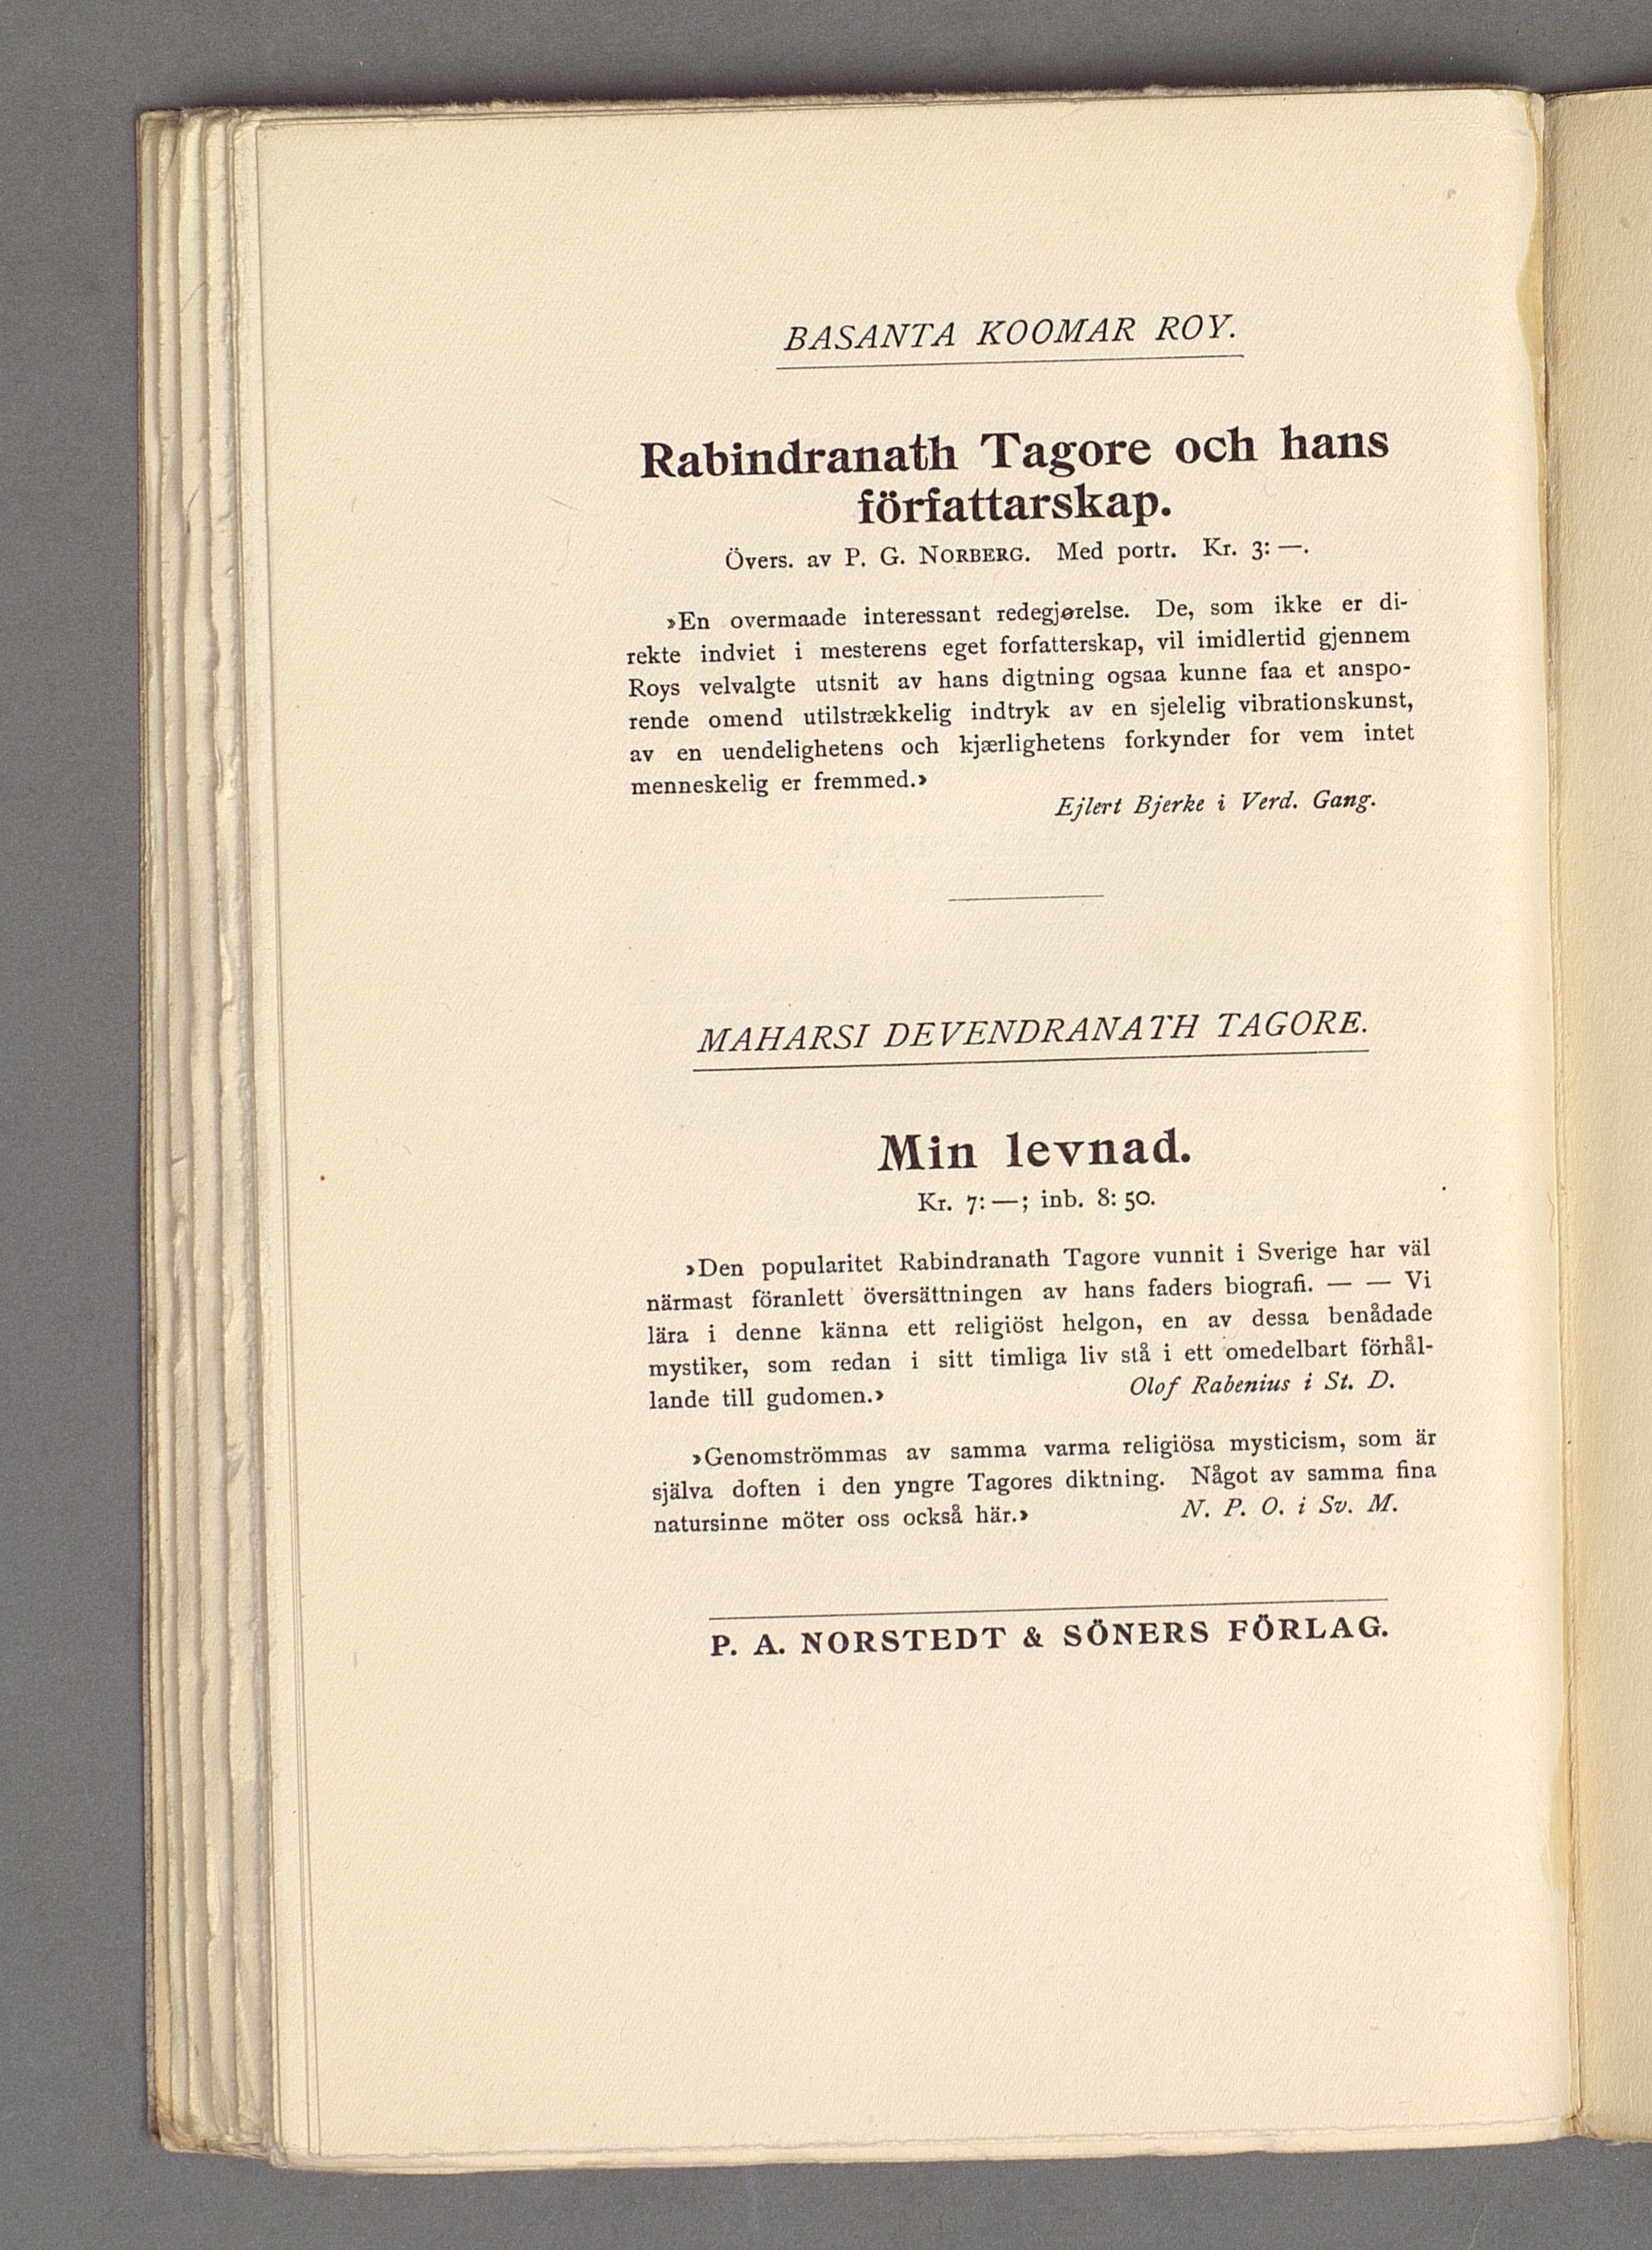 BASANTA KOOMAR ROY.
Rabindranath Tagore och hans
författarskap.
Övers. av P. G. NORBERG. Med portr. Kr. 3: —.
»En overmaade interessant redegjørelse. De, som ikke er di-
rekte indviet i mesterens eget forfatterskap, vil imidlertid gjennem
Roys velvalgte utsnit av hans digtning ogsaa kunne faa et anspo-
rende omend utilstrækkelig indtryk av en sjelelig vibrationskunst,
av en uendelighetens och kjærlighetens forkynder for vem intet
menneskelig er fremmed.»
Ejlert Bjerke i Verd. Gang.
MAHARSI DEVENDRANATH TAGORE.
Min levnad.
Kr. 7: —; inb. 8: 50.
»Den popularitet Rabindranath Tagore vunnit i Sverige har väl
närmast föranlett översättningen av hans faders biografi. — — Vi
lära i denne känna ett religiöst helgon, en av dessa benådade
mystiker, som redan i sitt timliga liv stå i ett omedelbart förhål-
lande till gudomen.» Olof Rabenius i St. D.
»Genomströmmas av samma varma religiösa mysticism, som är
själva doften i den yngre Tagores diktning. Något av samma fina
natursinne möter oss också här.» N. P. O. i Sv. M.
P. A. NORSTEDT & SÖNERS FÖRLAG.